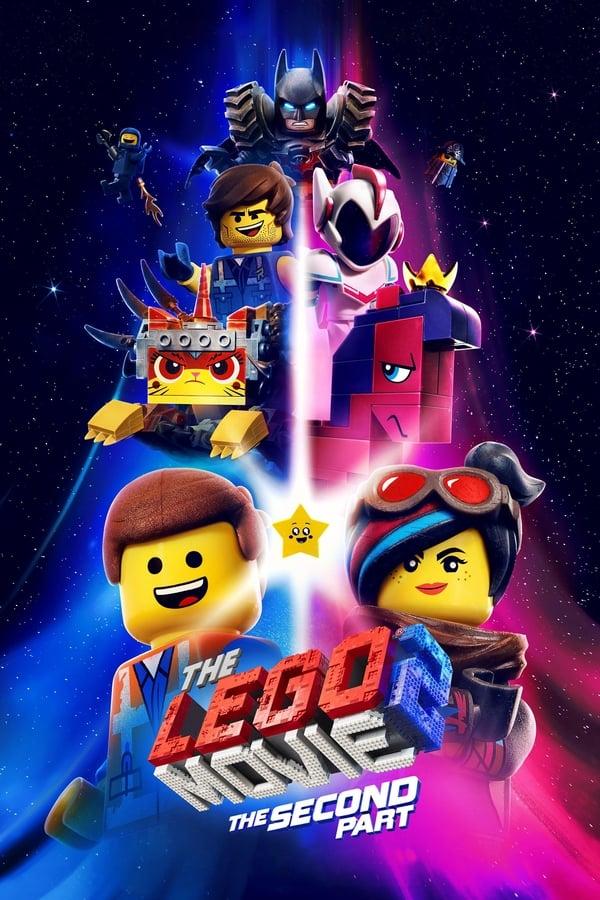 THE
LEGO 2
MOVIE
THE SECOND
PART